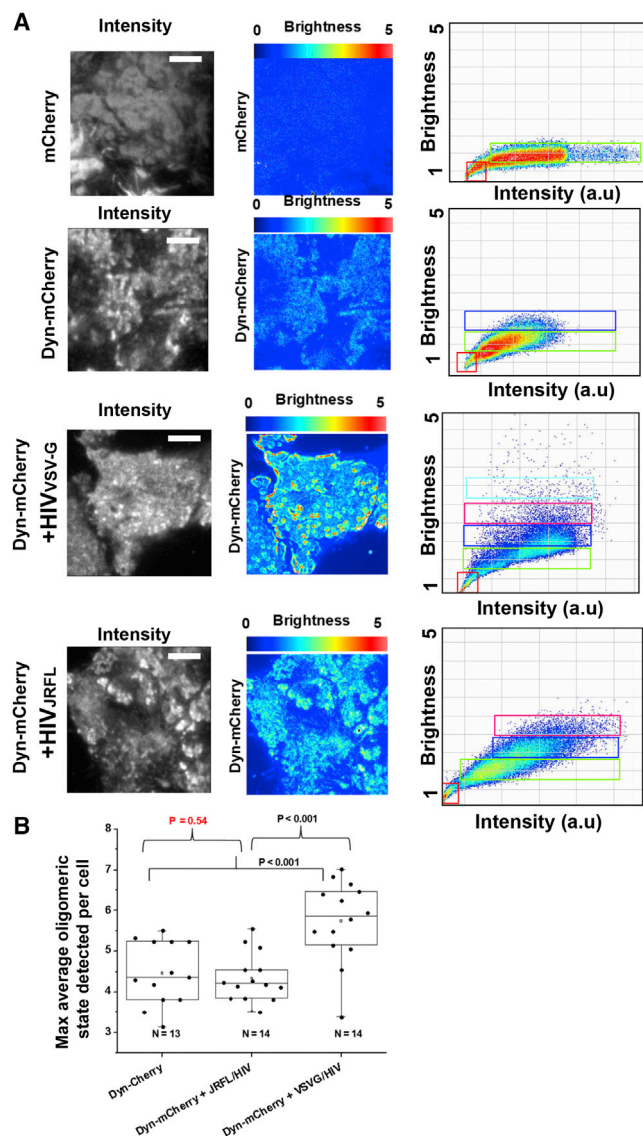 A
Intensity
Brightness
0 5
mCherry
mCherry
Brightness
5
1
Intensity (a.u)
Intensity
Brightness
0 5
Dyn-mCherry
Dyn-mCherry
Brightness
5
1
Intensity (a.u)
Intensity
Brightness
0 5
Dyn-mCherry
+HIVVSV-G
Dyn-mCherry
Brightness
5
1
Intensity (a.u)
Intensity
Brightness
0 5
Dyn-mCherry
+HIVJRFL
Dyn-mCherry
Brightness
5
1
Intensity (a.u)
B
P = 0.54
P < 0.001
P < 0.001
Max average oligomeric
state detected per cell
8
7
6
5
4
3
2
N = 13
N = 14
N = 14
Dyn-Cherry
Dyn-mCherry + JRFL/HIV
Dyn-mCherry + VSVG/HIV